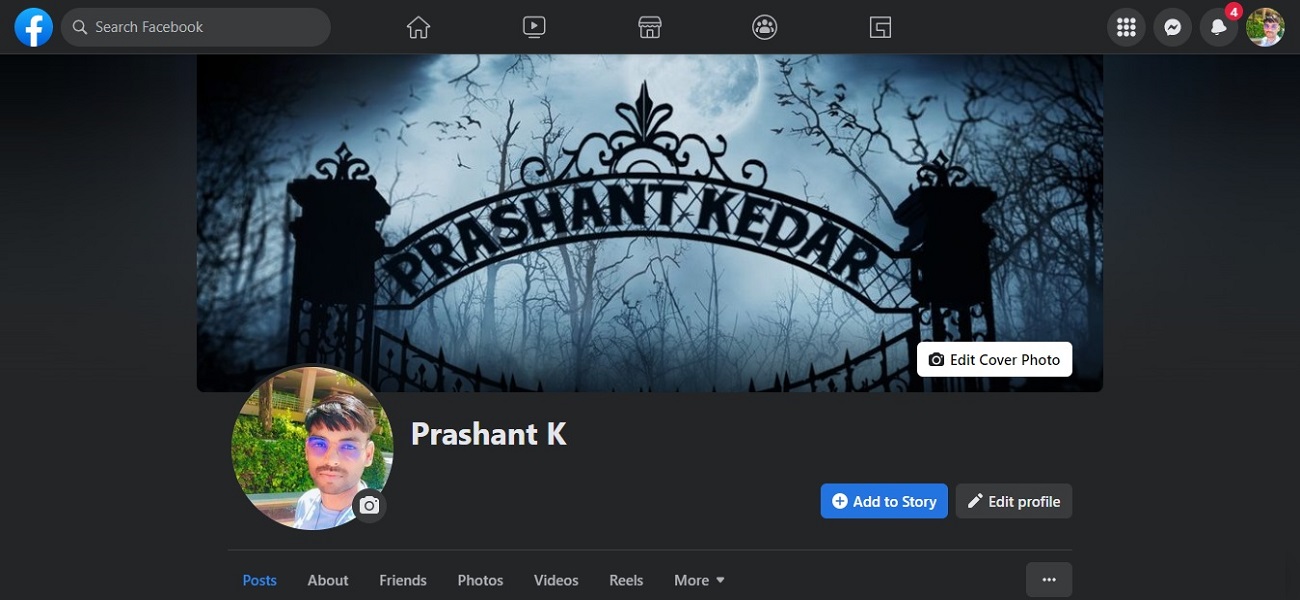 Search Facebook
4
PRASHANT KEDAR
Edit Cover Photo
Prashant K
Add to Story
Edit profile
Posts
About
Friends
Photos
Videos
Reels
More